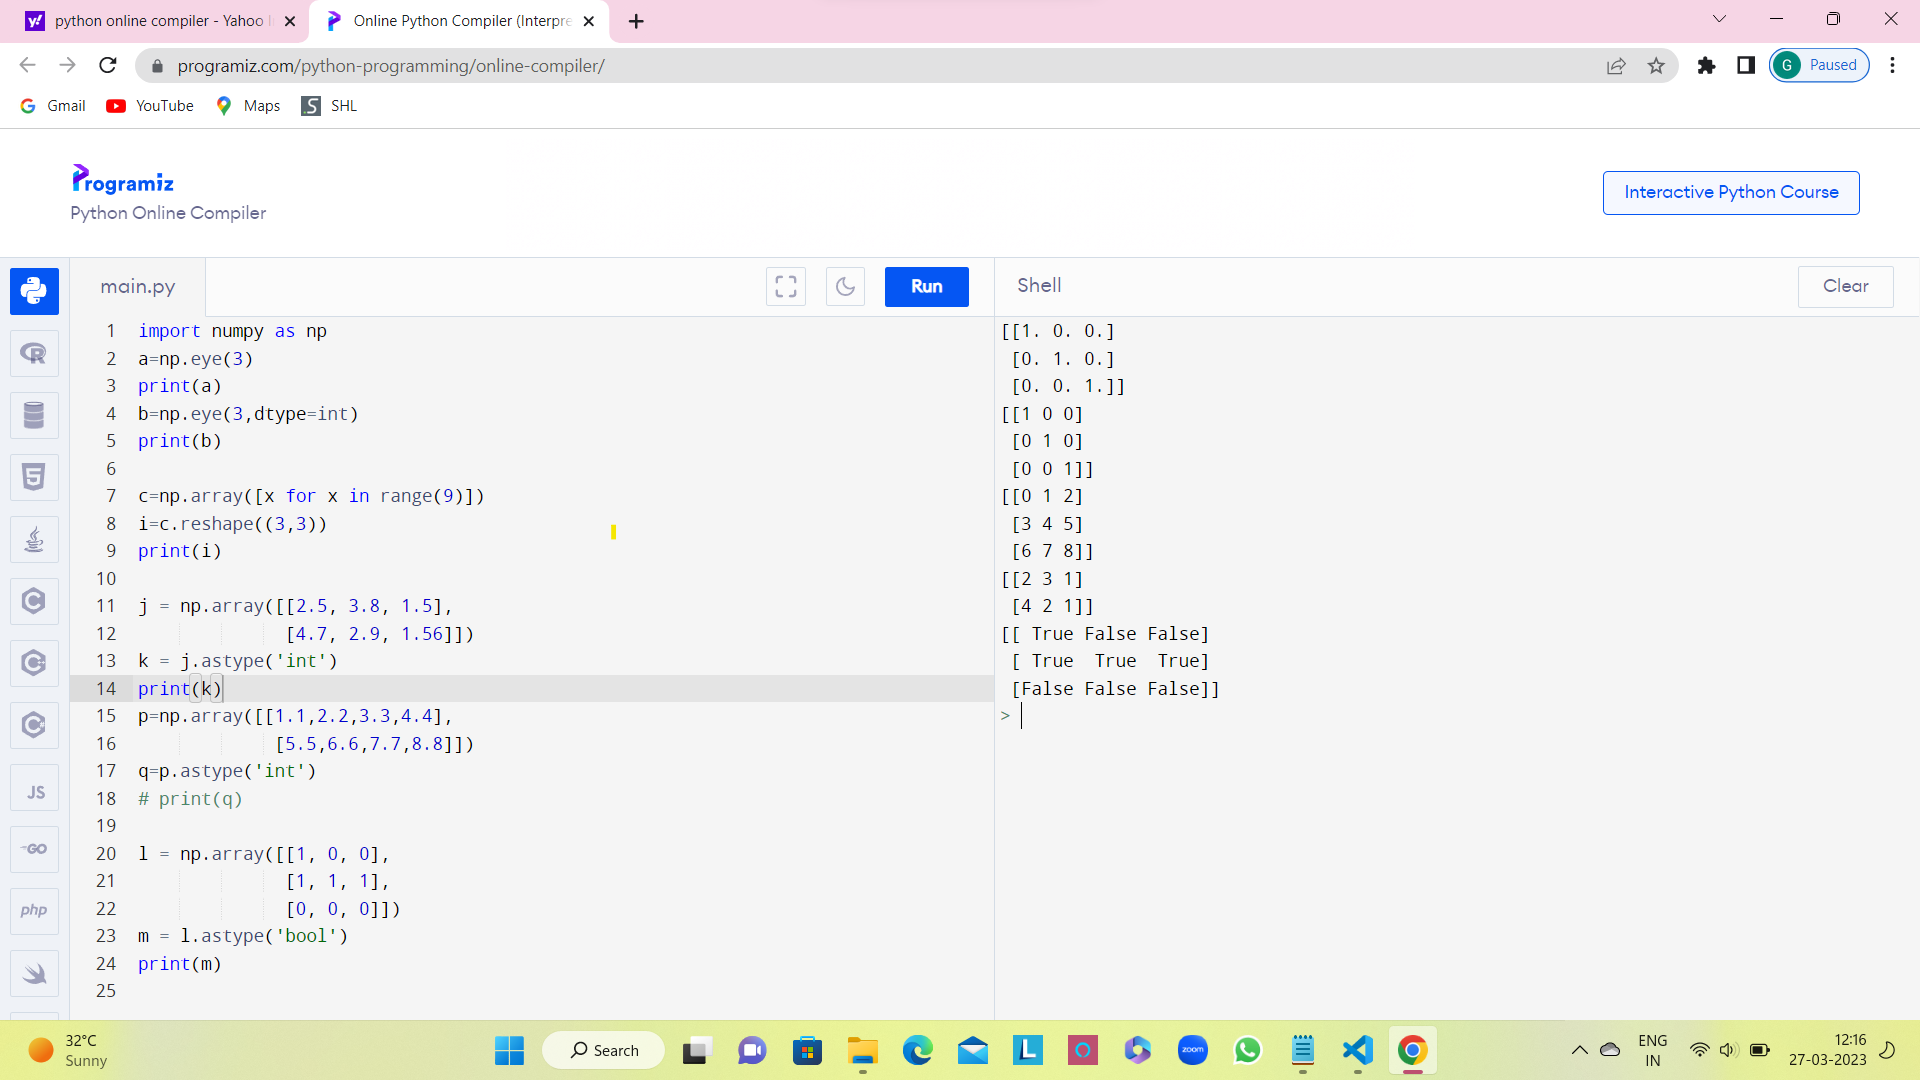 python online compiler - Yahoo
Online Python Compiler (Interpre
programiz.com/python-programming/online-compiler/
G Paused
Gmail
YouTube
Maps
SHL
Programiz
Python Online Compiler
Interactive Python Course
main.py
Run
Shell
Clear
1 import numpy as np
2 a=np.eye(3)
3 print(a)
4 b=np.eye(3,dtype=int)
5 print(b)
6
7 c=np.array([x for x in range(9)])
8 i=c.reshape((3,3))
9 print(i)
10
11 j = np.array([[2.5, 3.8, 1.5],
12 [4.7, 2.9, 1.56]])
13 k = j.astype('int')
14 print(k)
15 p=np.array([[1.1,2.2,3.3,4.4],
16 [5.5,6.6,7.7,8.8]])
17 q=p.astype('int')
18 # print(q)
19
20 l = np.array([[1, 0, 0],
21 [1, 1, 1],
22 [0, 0, 0]])
23 m = l.astype('bool')
24 print(m)
25
[[1. 0. 0.]
[0. 1. 0.]
[0. 0. 1.]]
[[1 0 0]
[0 1 0]
[0 0 1]]
[[0 1 2]
[3 4 5]
[6 7 8]]
[[2 3 1]
[4 2 1]]
[[ True False False]
[ True  True  True]
[False False False]]
>
JS
GO
php
32°C
Sunny
Search
zoom
ENG
IN
12:16
27-03-2023